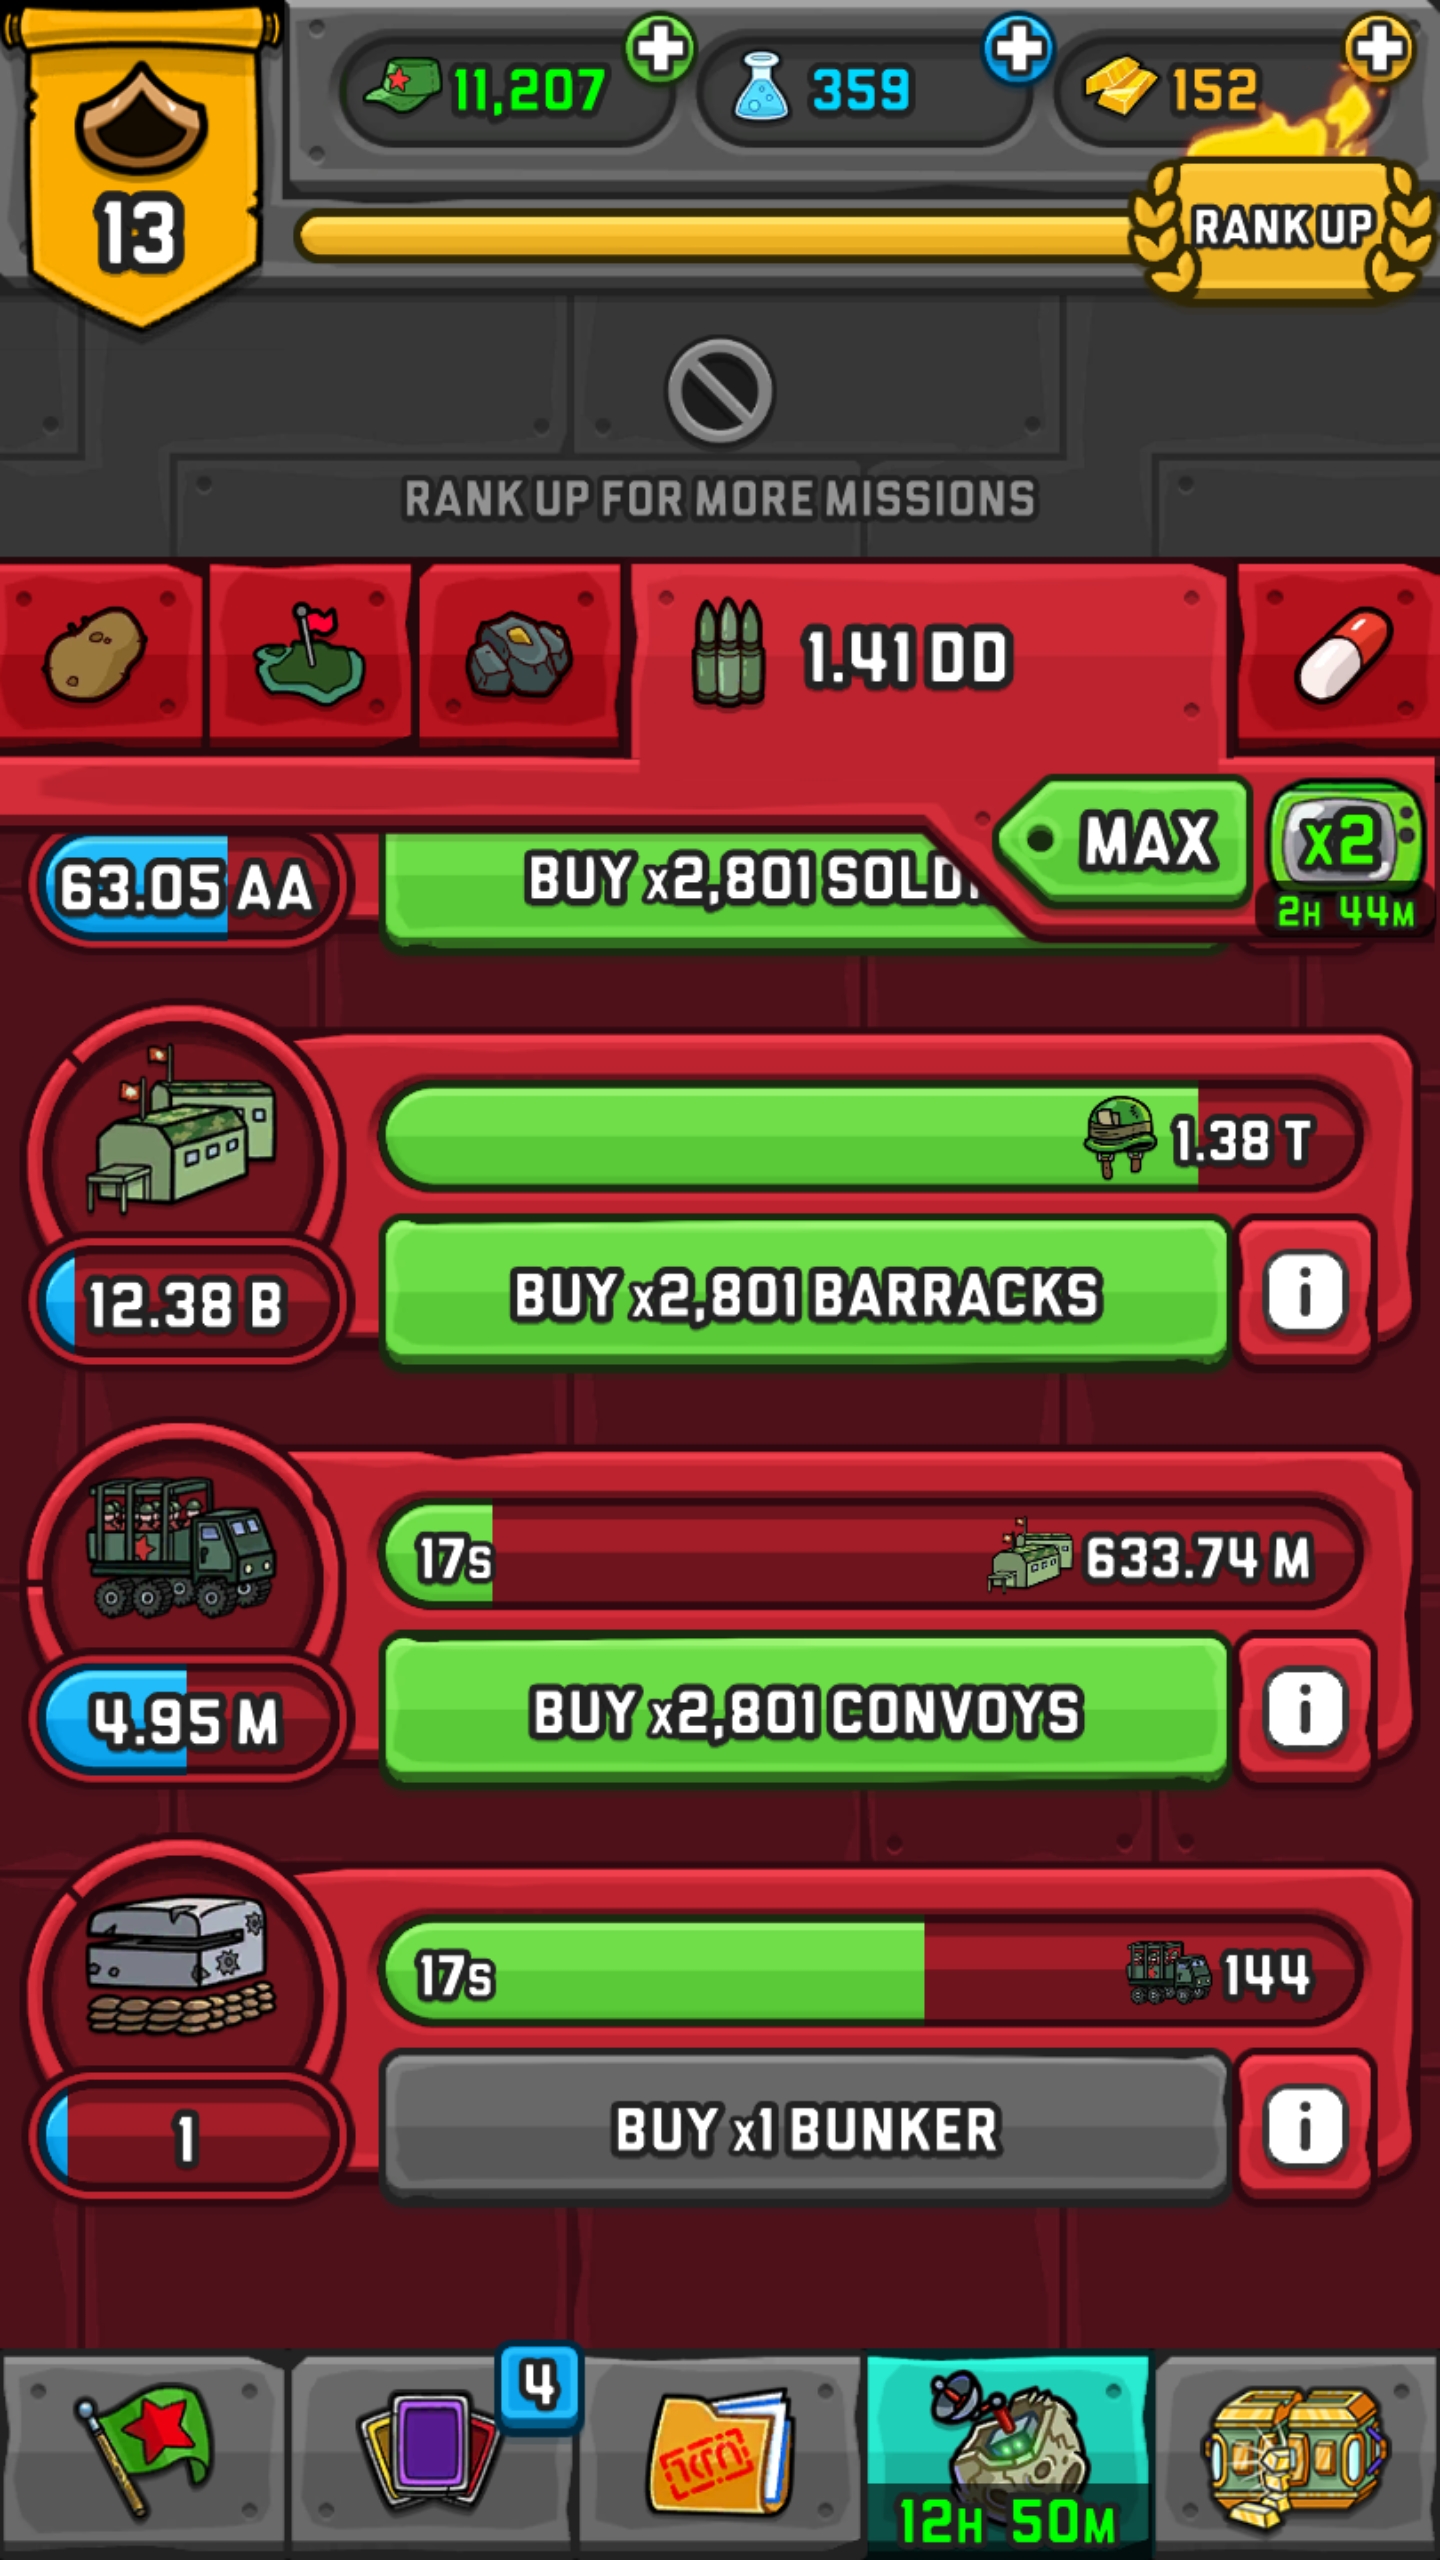 11,207
359
152
13
RANK UP
RANK UP FOR MORE MISSIONS
1.41 DD
MAX
x2
2H 44M
63.05 AA
BUY x2,801
1.38 T
12.38 B
BUY x2,801 BARRACKS
i
17s
633.74 M
4.95 M
BUY x2,801 CONVOYS
i
17s
144
1
BUY x1 BUNKER
i
4
12H 50M